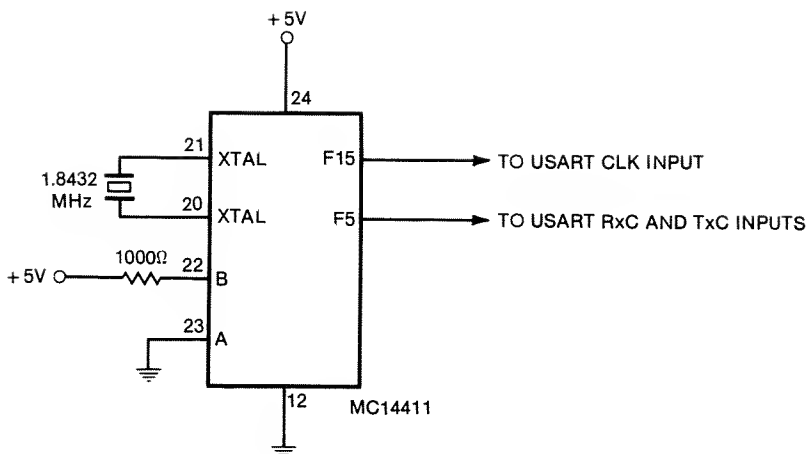 +5V
24
21
XTAL
F15
TO USART CLK INPUT
1.8432
MHz
20
XTAL
F5
TO USART RxC AND TxC INPUTS
1000Ω
+5V
22
B
23
A
12
MC14411